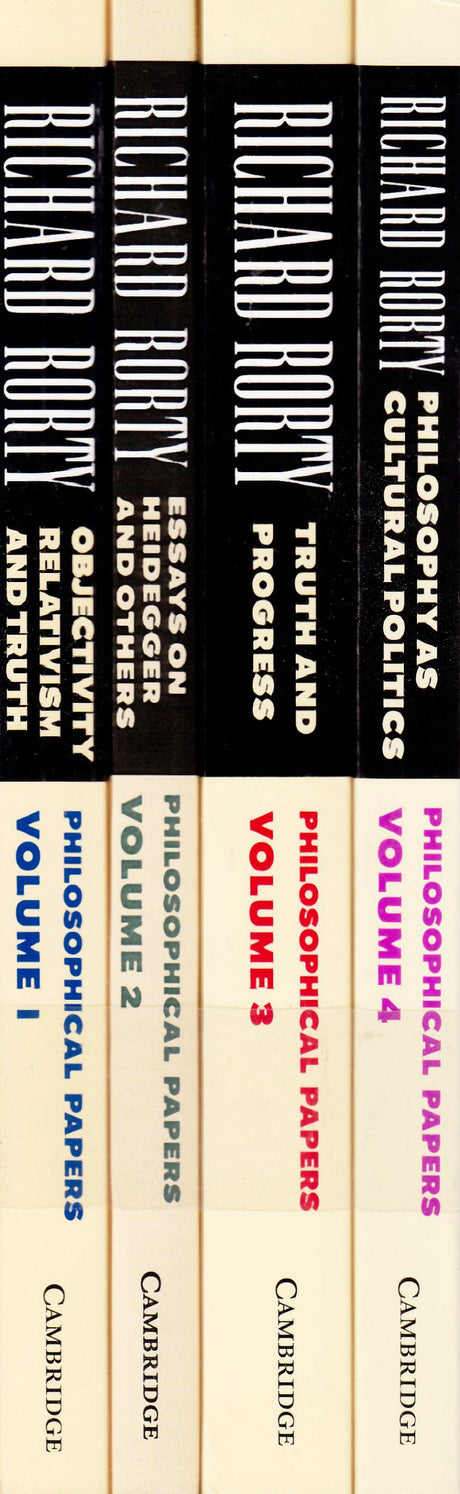 RICHARD RORTY
OBJECTIVITY
RELATIVISM
AND TRUTH
PHILOSOPHICAL PAPERS
VOLUME 1
CAMBRIDGE
RICHARD RORTY
ESSAYS ON
HEIDEGGER
AND OTHERS
PHILOSOPHICAL PAPERS
VOLUME 2
CAMBRIDGE
RICHARD RORTY
TRUTH AND
PROGRESS
PHILOSOPHICAL PAPERS
VOLUME 3
CAMBRIDGE
RICHARD RORTY
PHILOSOPHY AS
CULTURAL POLITICS
PHILOSOPHICAL PAPERS
VOLUME 4
CAMBRIDGE